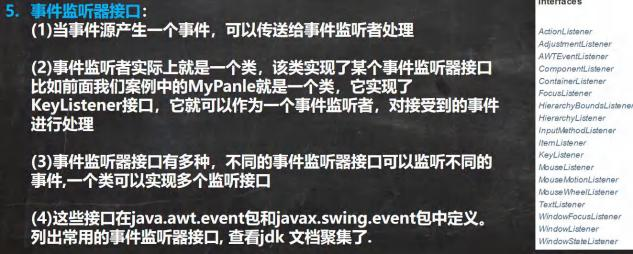 5. 事件监听器接口：
(1)当事件源产生一个事件，可以传送给事件监听者处理
(2)事件监听者实际上就是一个类，该类实现了某个事件监听器接口
比如前面我们案例中的MyPanle就是一个类，它实现了
KeyListener接口，它就可以作为一个事件监听者，对接受到的事件
进行处理
(3)事件监听器接口有多种，不同的事件监听器接口可以监听不同的
事件,一个类可以实现多个监听接口
(4)这些接口在java.awt.event包和javax.swing.event包中定义。
列出常用的事件监听器接口, 查看jdk 文档聚集了.
Interfaces
ActionListener
AdjustmentListener
AWTEventListener
ComponentListener
ContainerListener
FocusListener
HierarchyBoundsListener
HierarchyListener
InputMethodListener
ItemListener
KeyListener
MouseListener
MouseMotionListener
MouseWheelListener
TextListener
WindowFocusListener
WindowListener
WindowStateListener